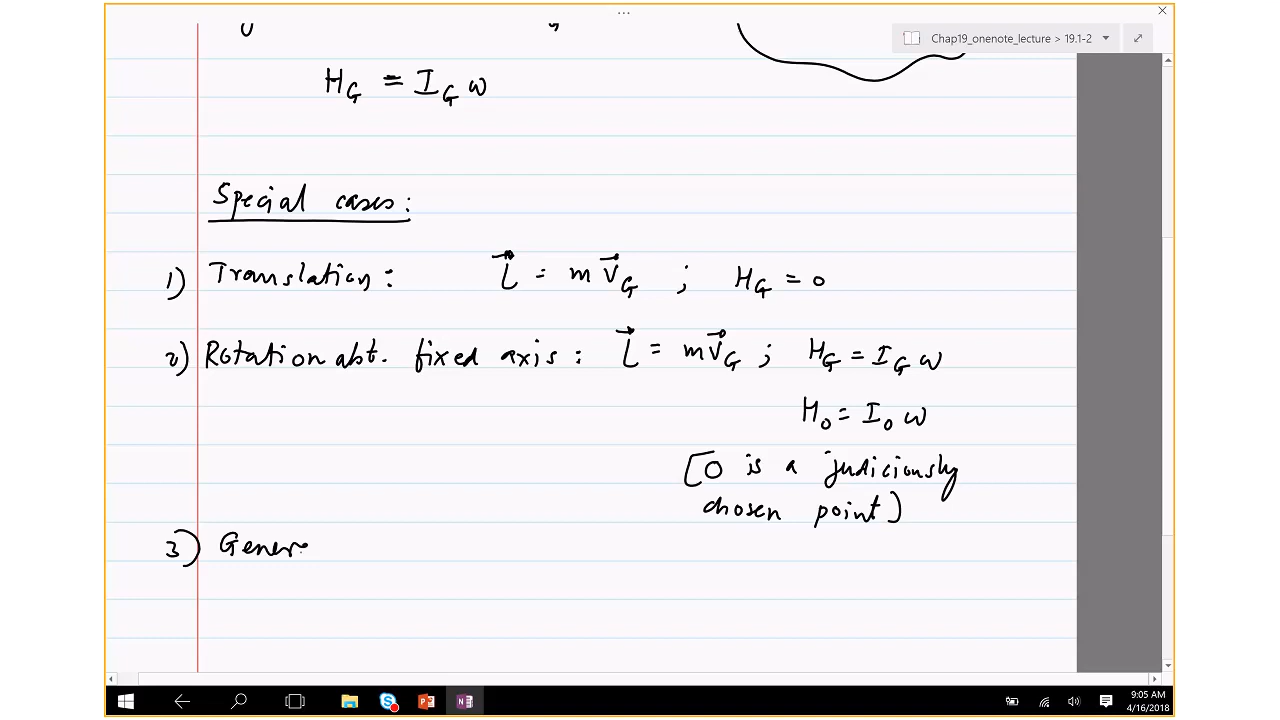 Chap19_onenote_lecture > 19.1-2
H_G = I_G ω
Special cases:
1) Translation: L⃗ = m v⃗_G ; H_G = 0
2) Rotation abt. fixed axis: L⃗ = m v⃗_G ; H_G = I_G ω
H_O = I_O ω
[O is a judiciously
chosen point]
3) Gener
9:05 AM
4/16/2018